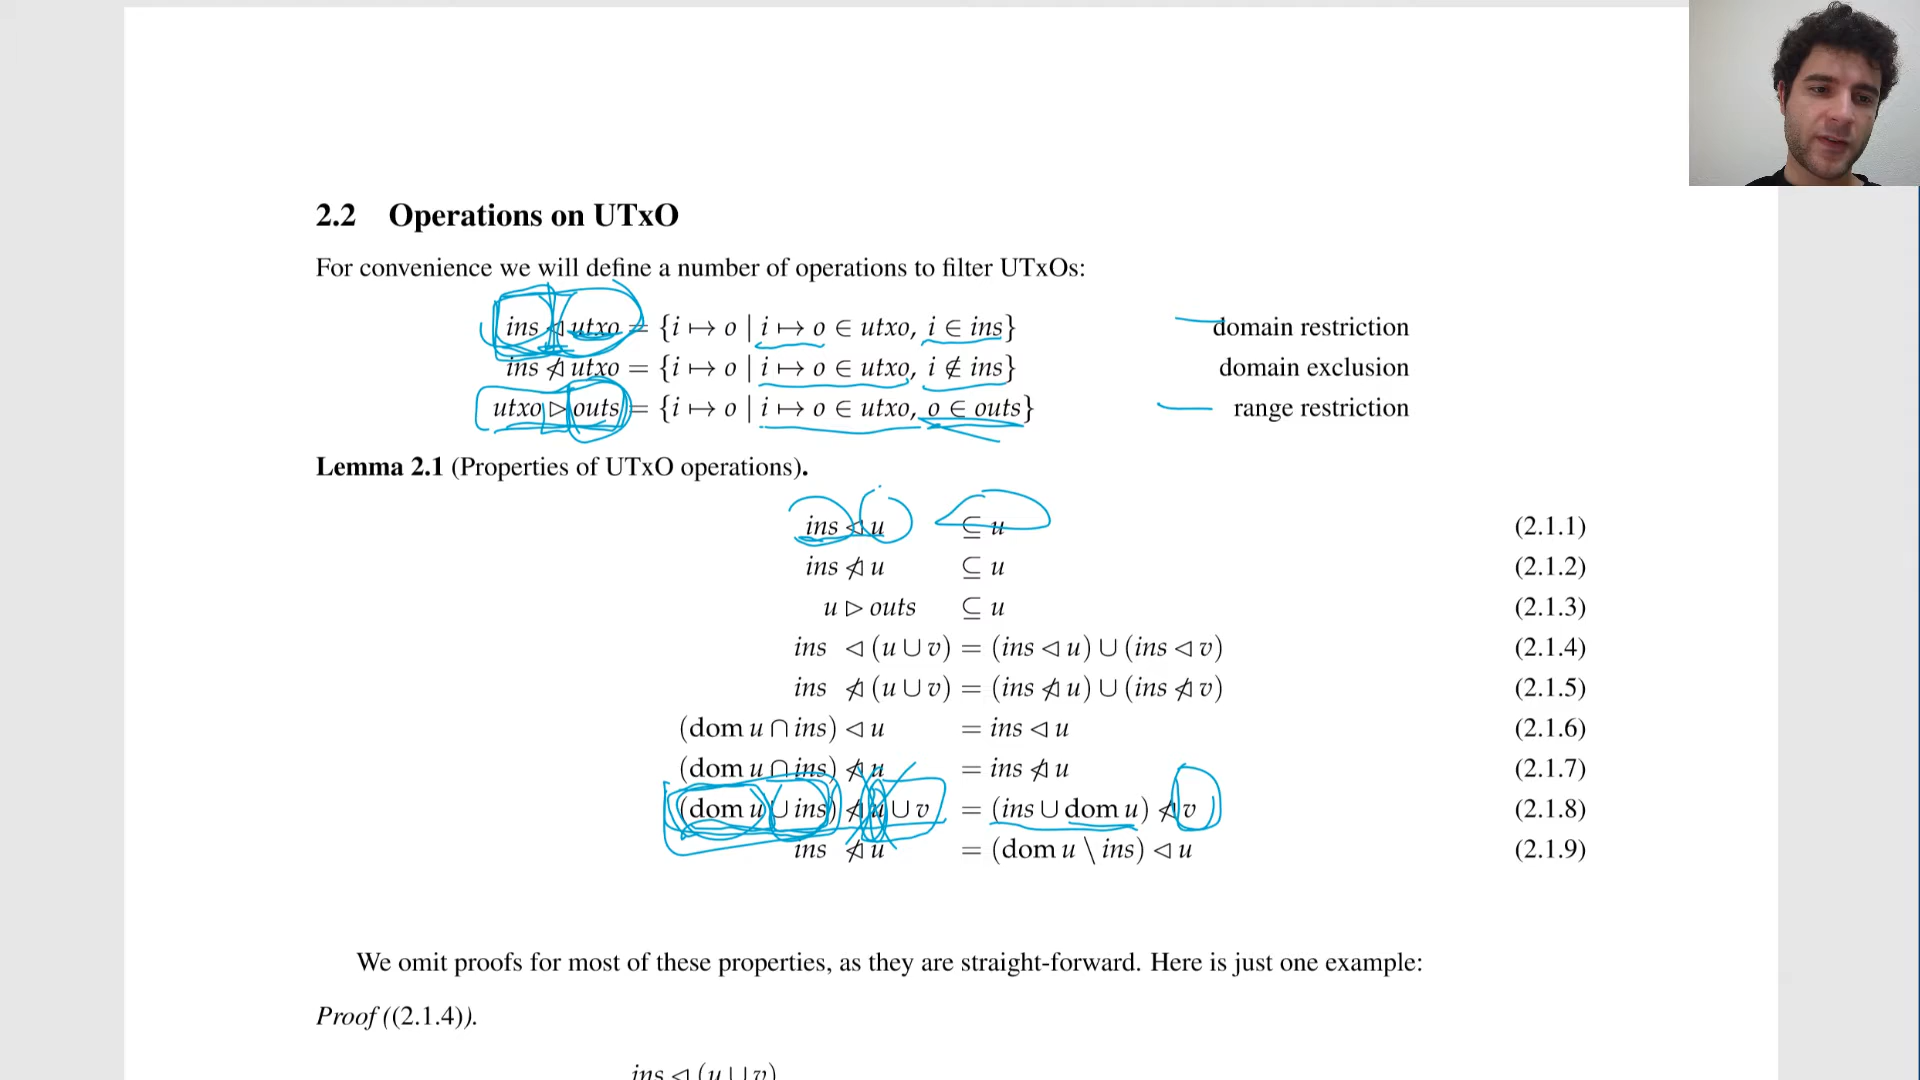 2.2 Operations on UTxO
For convenience we will define a number of operations to filter UTxOs:
ins ⊲ utxo = {i ↦ o | i ↦ o ∈ utxo, i ∈ ins} domain restriction
ins ⋪ utxo = {i ↦ o | i ↦ o ∈ utxo, i ∉ ins} domain exclusion
utxo ⊳ outs = {i ↦ o | i ↦ o ∈ utxo, o ∈ outs} range restriction
Lemma 2.1 (Properties of UTxO operations).
ins ⊲ u ⊆ u (2.1.1)
ins ⋪ u ⊆ u (2.1.2)
u ⊳ outs ⊆ u (2.1.3)
ins ⊲ (u ∪ v) = (ins ⊲ u) ∪ (ins ⊲ v) (2.1.4)
ins ⋪ (u ∪ v) = (ins ⋪ u) ∪ (ins ⋪ v) (2.1.5)
(dom u ∩ ins) ⊲ u = ins ⊲ u (2.1.6)
(dom u ∩ ins) ⋪ u = ins ⋪ u (2.1.7)
(dom u ∪ ins) ⋪ u ∪ v = (ins ∪ dom u) ⋪ v (2.1.8)
ins ⋪ u = (dom u \ ins) ⊲ u (2.1.9)
We omit proofs for most of these properties, as they are straight-forward. Here is just one example:
Proof ((2.1.4)).
ins ⊲ (u ∪ v)